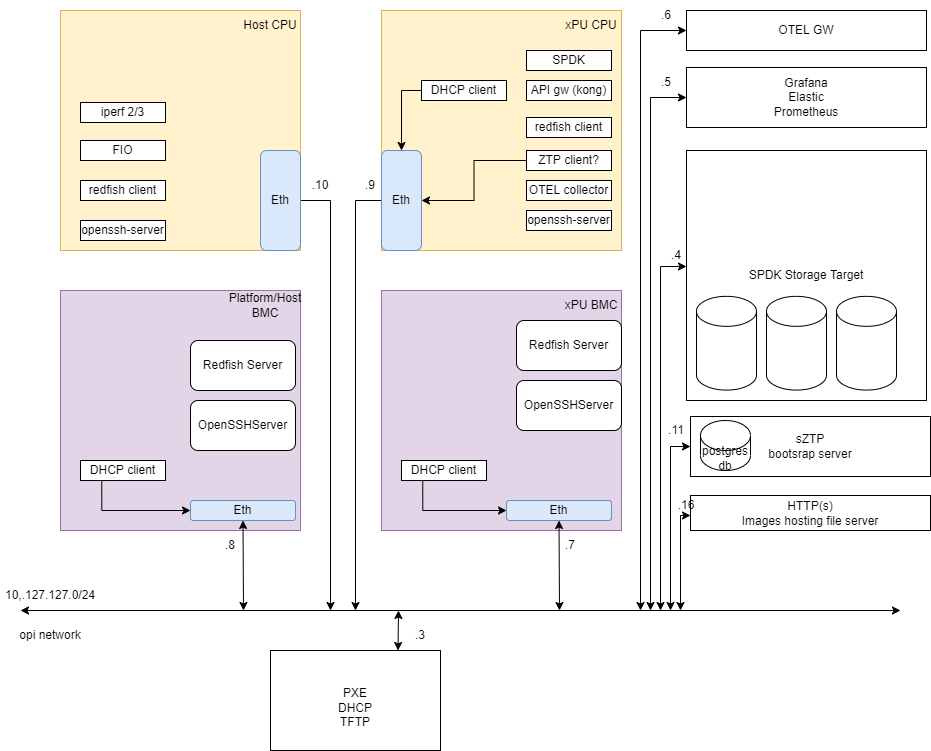 Host CPU
iperf 2/3
FIO
redfish client
openssh-server
Eth
.10
xPU CPU
SPDK
DHCP client
API gw (kong)
redfish client
ZTP client?
OTEL collector
openssh-server
.9
Eth
Platform/Host
BMC
Redfish Server
OpenSSHServer
DHCP client
Eth
.8
xPU BMC
Redfish Server
OpenSSHServer
DHCP client
Eth
.7
.6
OTEL GW
.5
Grafana
Elastic
Prometheus
.4
SPDK Storage Target
.11
postgres
db
sZTP
bootsrap server
.16
HTTP(s)
Images hosting file server
10,.127.127.0/24
opi network
.3
PXE
DHCP
TFTP